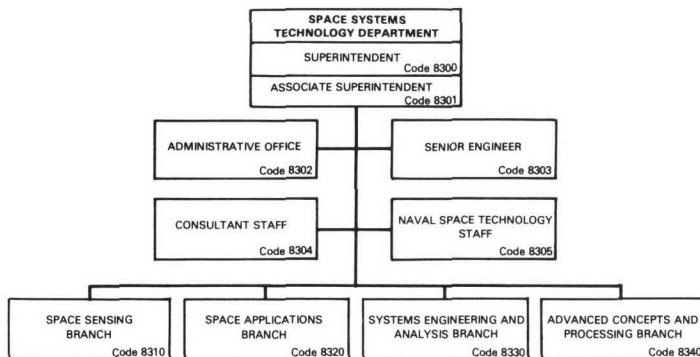 SPACE SYSTEMS
TECHNOLOGY DEPARTMENT
SUPERINTENDENT
Code 8300
ASSOCIATE SUPERINTENDENT
Code 8301
ADMINISTRATIVE OFFICE
Code 8302
SENIOR ENGINEER
Code 8303
CONSULTANT STAFF
Code 8304
NAVAL SPACE TECHNOLOGY
STAFF
Code 8305
SPACE SENSING
BRANCH
Code 8310
SPACE APPLICATIONS
BRANCH
Code 8320
SYSTEMS ENGINEERING AND
ANALYSIS BRANCH
Code 8330
ADVANCED CONCEPTS AND
PROCESSING BRANCH
Code 8340